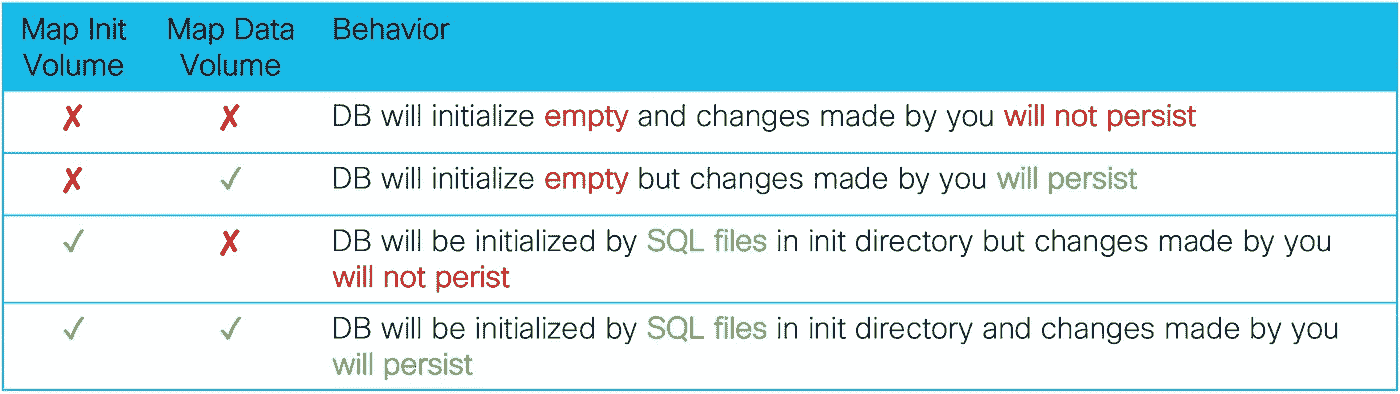 Map Init Map Data Behavior
Volume Volume
✗ ✗ DB will initialize empty and changes made by you will not persist
✗ ✓ DB will initialize empty but changes made by you will persist
✓ ✗ DB will be initialized by SQL files in init directory but changes made by you
will not perist
✓ ✓ DB will be initialized by SQL files in init directory and changes made by you
will persist